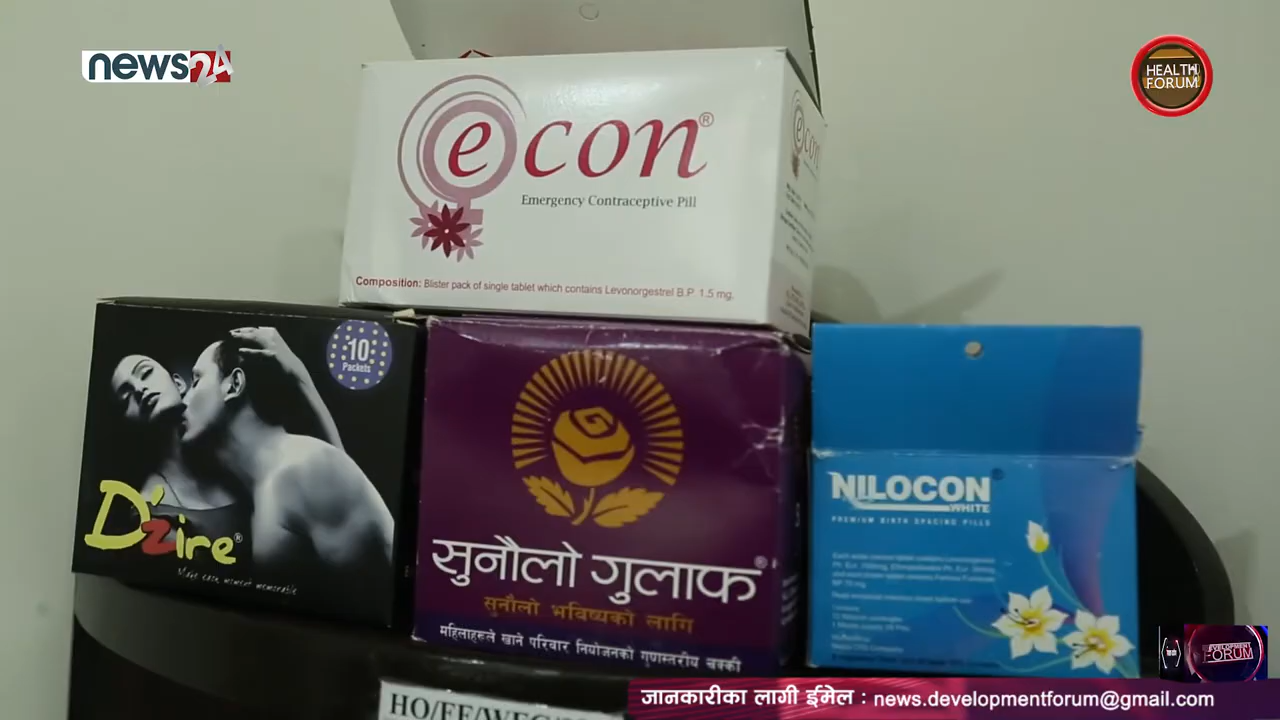 news24
HEALTH
FORUM
econ®
Emergency Contraceptive Pill
Composition: Blister pack of single tablet which contains Levonorgestrel B.P. 1.5 mg.
10
Packets
D'zire®
सुनौलो गुलाफ®
सुनौलो भविष्यको लागि
महिलाहरूले खाने परिवार नियोजनको गुणस्तरीय चक्की
NILOCON®
WHITE
PREMIUM BIRTH SPACING PILLS
DEVELOPMENT
FORUM
जानकारीका लागी ईमेल : news.developmentforum@gmail.com